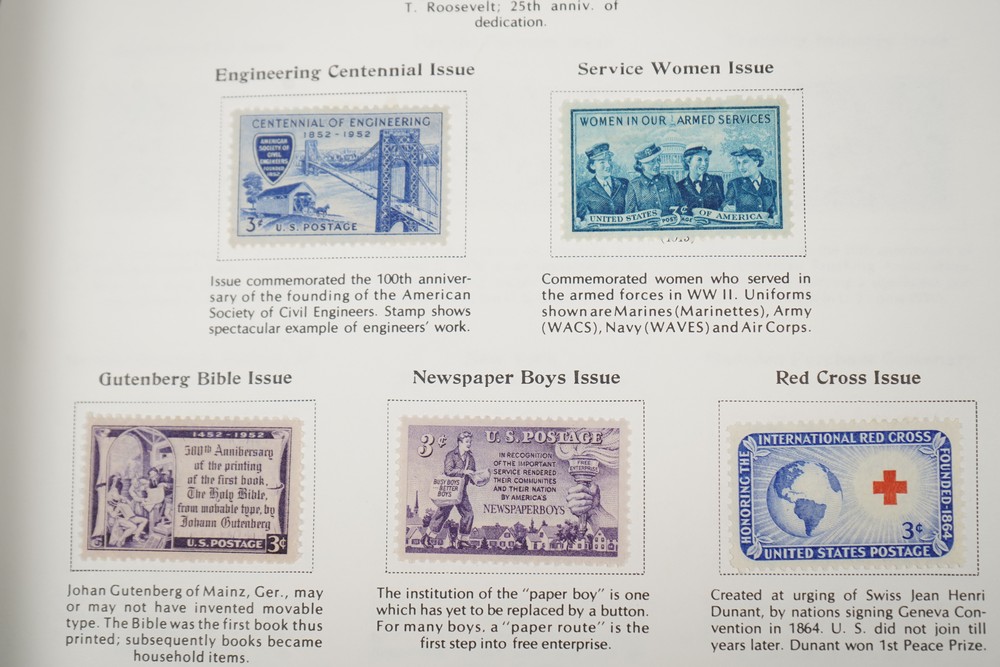 T. Roosevelt; 25th anniv. of
dedication.
Engineering Centennial Issue
CENTENNIAL OF ENGINEERING
1852 - 1952
AMERICAN
SOCIETY OF
CIVIL
ENGINEERS
FOUNDED
1852
3¢
U.S. POSTAGE
Issue commemorated the 100th anniver-
sary of the founding of the American
Society of Civil Engineers. Stamp shows
spectacular example of engineers' work.
Service Women Issue
WOMEN IN OUR ARMED SERVICES
UNITED STATES POSTAGE 3¢ OF AMERICA
Commemorated women who served in
the armed forces in WW II. Uniforms
shown are Marines (Marinettes), Army
(WACS), Navy (WAVES) and Air Corps.
Gutenberg Bible Issue
1452 - 1952
500th Anniversary
of the printing
of the first book,
The Holy Bible,
from movable type, by
Johann Gutenberg
U.S. POSTAGE 3¢
Johan Gutenberg of Mainz, Ger., may
or may not have invented movable
type. The Bible was the first book thus
printed; subsequently books became
household items.
Newspaper Boys Issue
3¢ U.S. POSTAGE
IN RECOGNITION
OF THE IMPORTANT
SERVICE RENDERED
THEIR COMMUNITIES
AND THEIR NATION
BY AMERICA'S
NEWSPAPERBOYS
BUSY BOYS
BETTER
BOYS
FREE
ENTERPRISE
The institution of the "paper boy" is one
which has yet to be replaced by a button.
For many boys, a "paper route" is the
first step into free enterprise.
Red Cross Issue
HONORING THE
INTERNATIONAL RED CROSS
FOUNDED - 1864
3¢
UNITED STATES POSTAGE
Created at urging of Swiss Jean Henri
Dunant, by nations signing Geneva Con-
vention in 1864. U. S. did not join till
years later. Dunant won 1st Peace Prize.